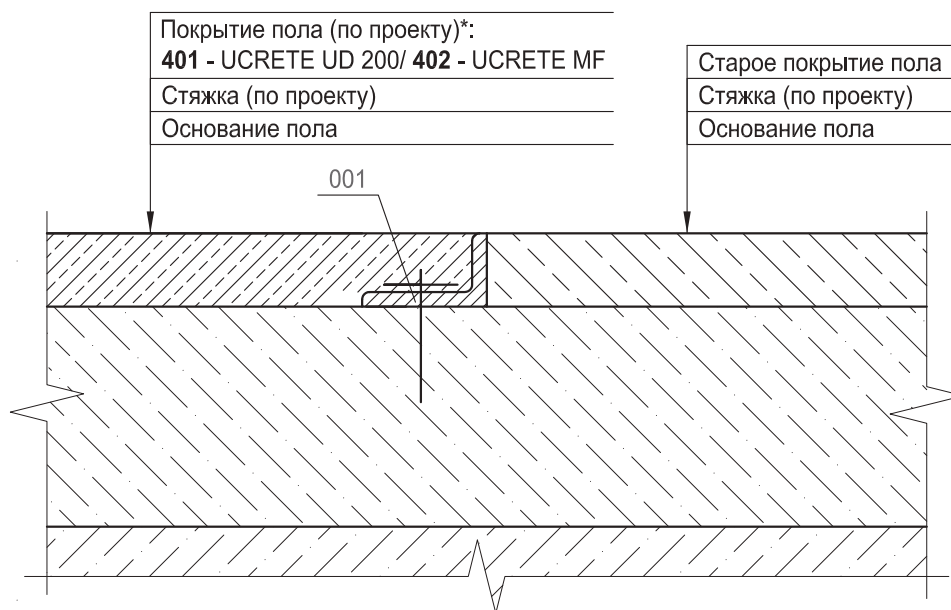 Покрытие пола (по проекту)*:
401 - UCRETE UD 200/ 402 - UCRETE MF
Стяжка (по проекту)
Основание пола
Старое покрытие пола
Стяжка (по проекту)
Основание пола
001